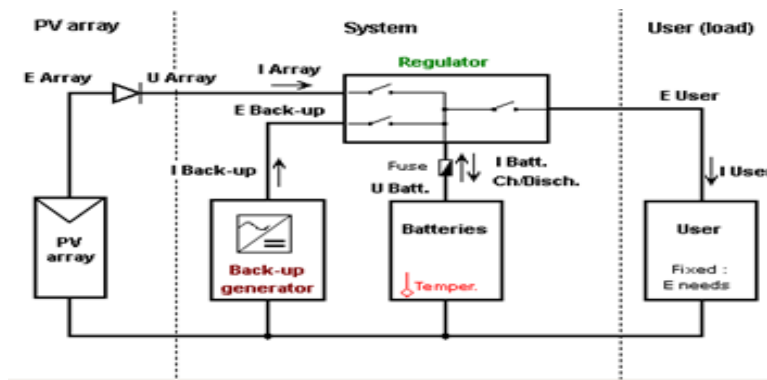 PV array
System
User (load)
Regulator
E Array
U Array
I Array
E Back-up
E User
I Back-up
Fuse
I Batt.
Ch/Disch.
U Batt.
I User
PV
array
Back-up
generator
Batteries
Temper.
User
Fixed :
E needs